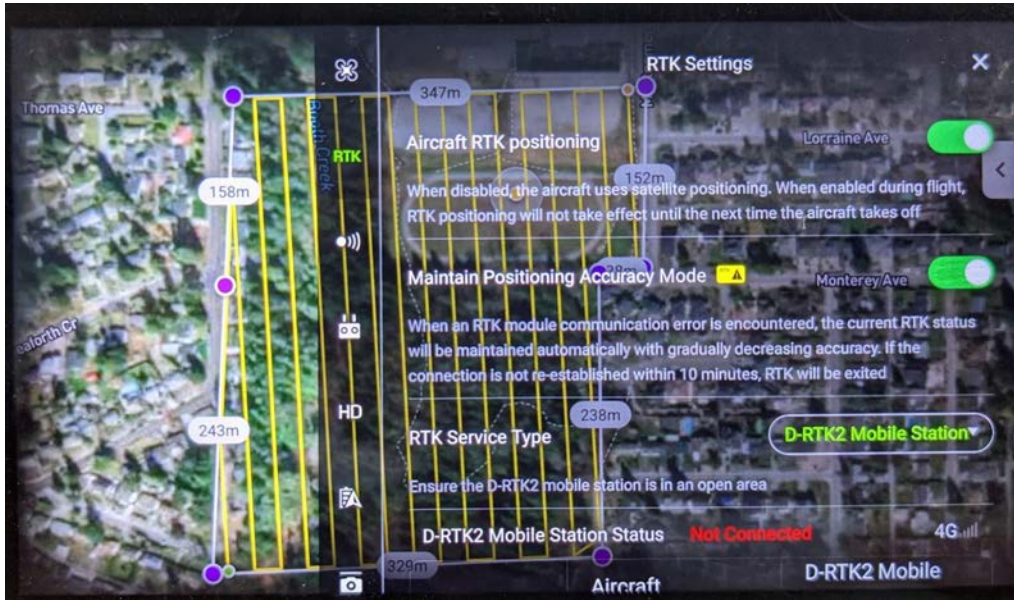 RTK Settings
Thomas Ave
347m
RTK
Aircraft RTK positioning
Lorraine Ave
158m
152m
When disabled, the aircraft uses satellite positioning. When enabled during flight,
RTK positioning will not take effect until the next time the aircraft takes off
Maintain Positioning Accuracy Mode
Monterey Ave
ealorth Cr
When an RTK module communication error is encountered, the current RTK status
will be maintained automatically with gradually decreasing accuracy. If the
connection is not re-established within 10 minutes, RTK will be exited
HD
243m
238m
RTK Service Type
D-RTK2 Mobile Station
Ensure the D-RTK2 mobile station is in an open area
D-RTK2 Mobile Station Status
Not Connected
4G
329m
Aircraft
D-RTK2 Mobile